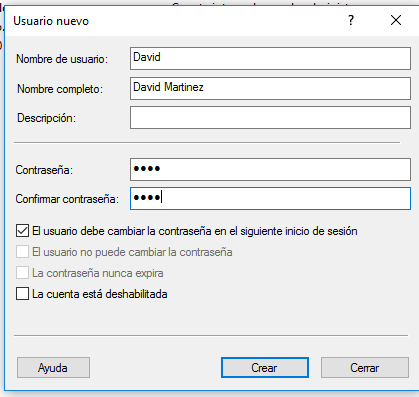 Usuario nuevo ? ×
Nombre de usuario: David
Nombre completo: David Martinez
Descripción:
Contraseña: ●●●●
Confirmar contraseña: ●●●●
El usuario debe cambiar la contraseña en el siguiente inicio de sesión
El usuario no puede cambiar la contraseña
La contraseña nunca expira
La cuenta está deshabilitada
Ayuda Crear Cerrar